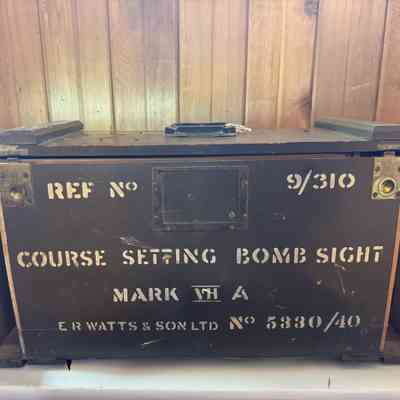 REF Nº 9/310
COURSE SETTING BOMB SIGHT
MARK VII A
E R WATTS & SON LTD Nº 5330/40